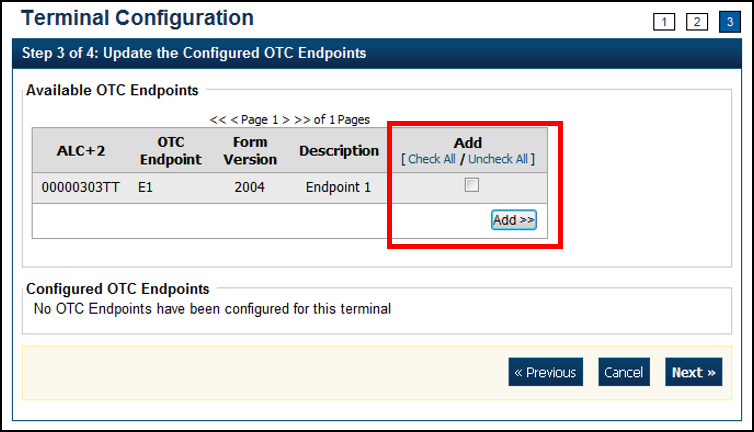 Terminal Configuration
1 2 3
Step 3 of 4: Update the Configured OTC Endpoints
Available OTC Endpoints
<< < Page 1 > >> of 1 Pages
ALC+2 OTC Endpoint Form Version Description Add
[ Check All / Uncheck All ]
00000303TT E1 2004 Endpoint 1
Add >>
Configured OTC Endpoints
No OTC Endpoints have been configured for this terminal
« Previous Cancel Next »